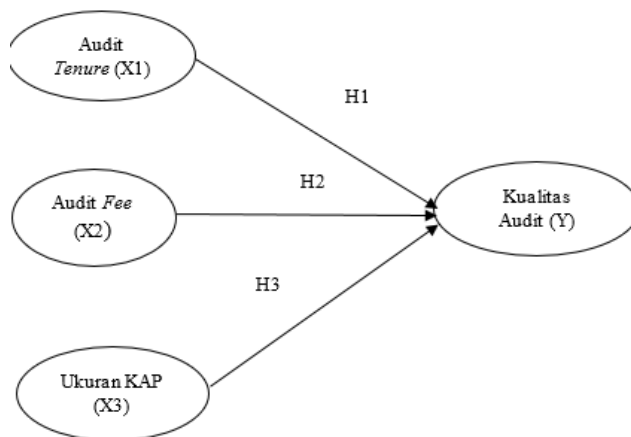 Audit
Tenure (X1)
H1
H2
Audit Fee
(X2)
Kualitas
Audit (Y)
H3
Ukuran KAP
(X3)